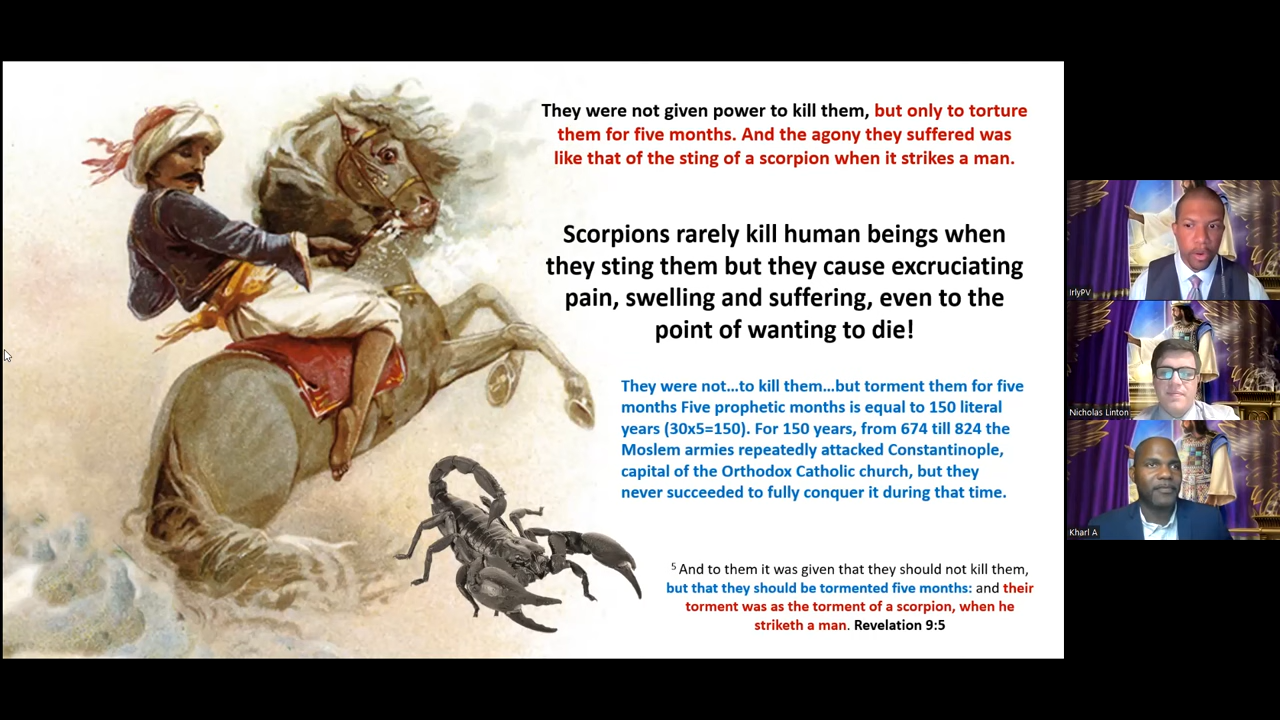 They were not given power to kill them, but only to torture
them for five months. And the agony they suffered was
like that of the sting of a scorpion when it strikes a man.
Scorpions rarely kill human beings when
they sting them but they cause excruciating
pain, swelling and suffering, even to the
point of wanting to die!
They were not...to kill them...but torment them for five
months Five prophetic months is equal to 150 literal
years (30x5=150). For 150 years, from 674 till 824 the
Moslem armies repeatedly attacked Constantinople,
capital of the Orthodox Catholic church, but they
never succeeded to fully conquer it during that time.
5 And to them it was given that they should not kill them,
but that they should be tormented five months: and their
torment was as the torment of a scorpion, when he
striketh a man. Revelation 9:5
IrlyPV
Nicholas Linton
Kharl A